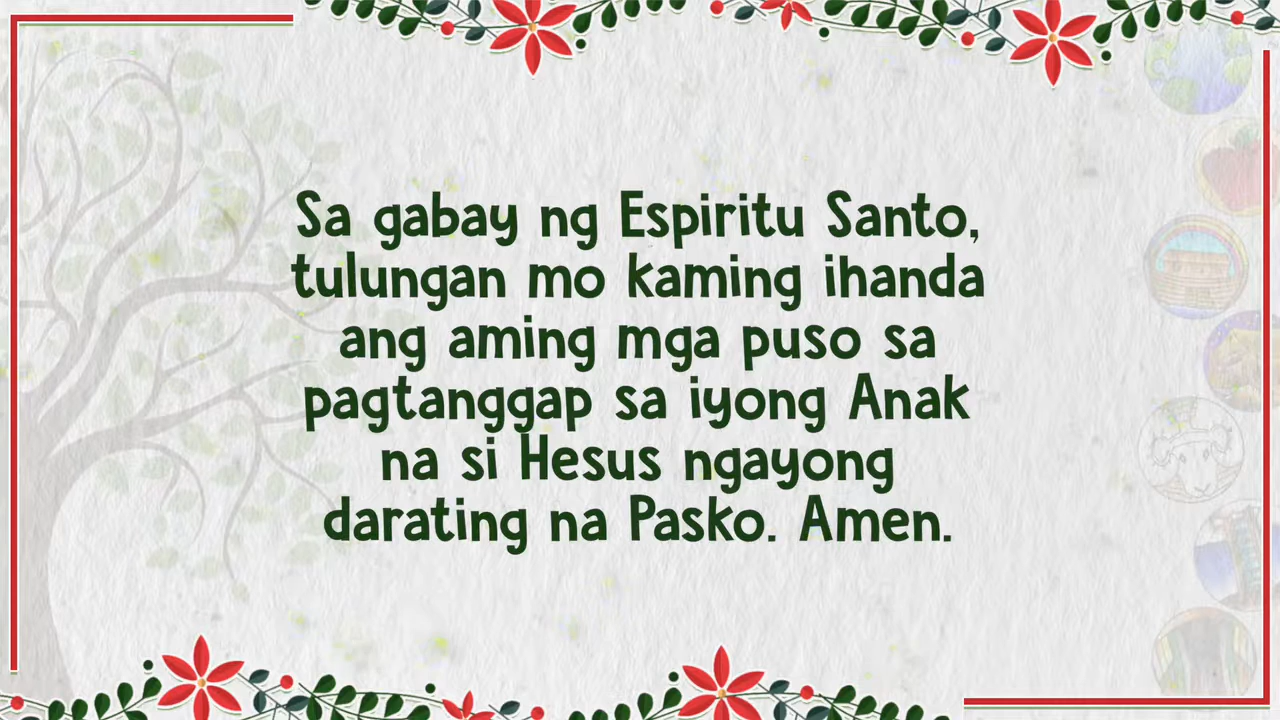 Sa gabay ng Espiritu Santo,
tulungan mo kaming ihanda
ang aming mga puso sa
pagtanggap sa iyong Anak
na si Hesus ngayong
darating na Pasko. Amen.